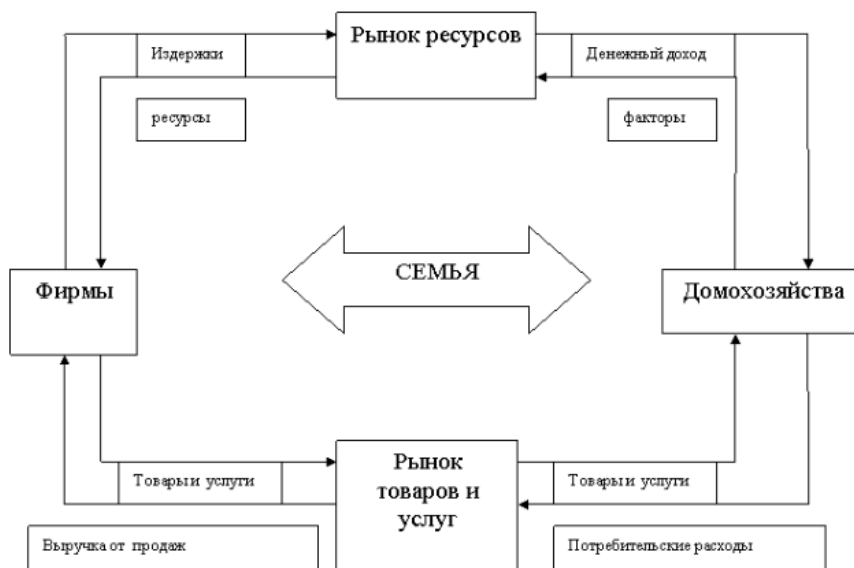 Рынок ресурсов
Издержки
Денежный доход
ресурсы
факторы
СЕМЬЯ
Фирмы
Домохозяйства
Рынок
товаров и
услуг
Товары и услуги
Товары и услуги
Выручка от продаж
Потребительские расходы